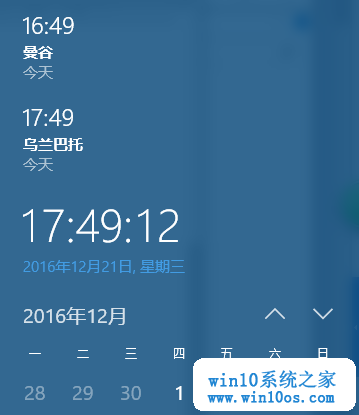 16:49
曼谷
今天
17:49
乌兰巴托
今天
17:49:12
2016年12月21日, 星期三
2016年12月
一 二 三 四 五 六 日
28 29 30 1
win10系统之家
www.win10os.com